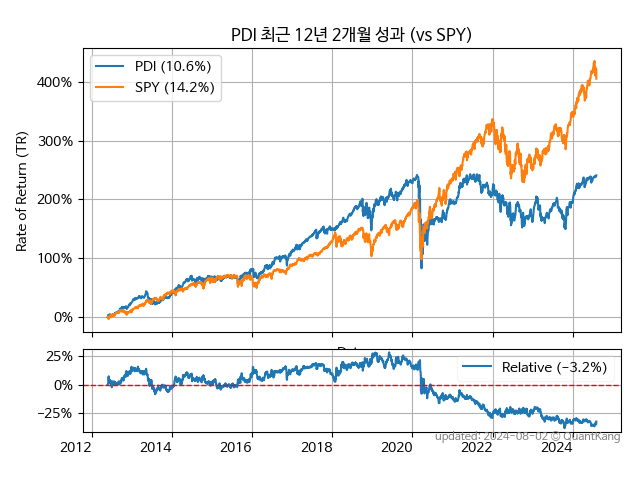 PDI 최근 12년 2개월 성과 (vs SPY)
PDI (10.6%)
SPY (14.2%)
Rate of Return (TR)
400%
300%
200%
100%
0%
25%
0%
−25%
Relative (−3.2%)
2012 2014 2016 2018 2020 2022 2024
updated: 2024-08-02 © QuantKang